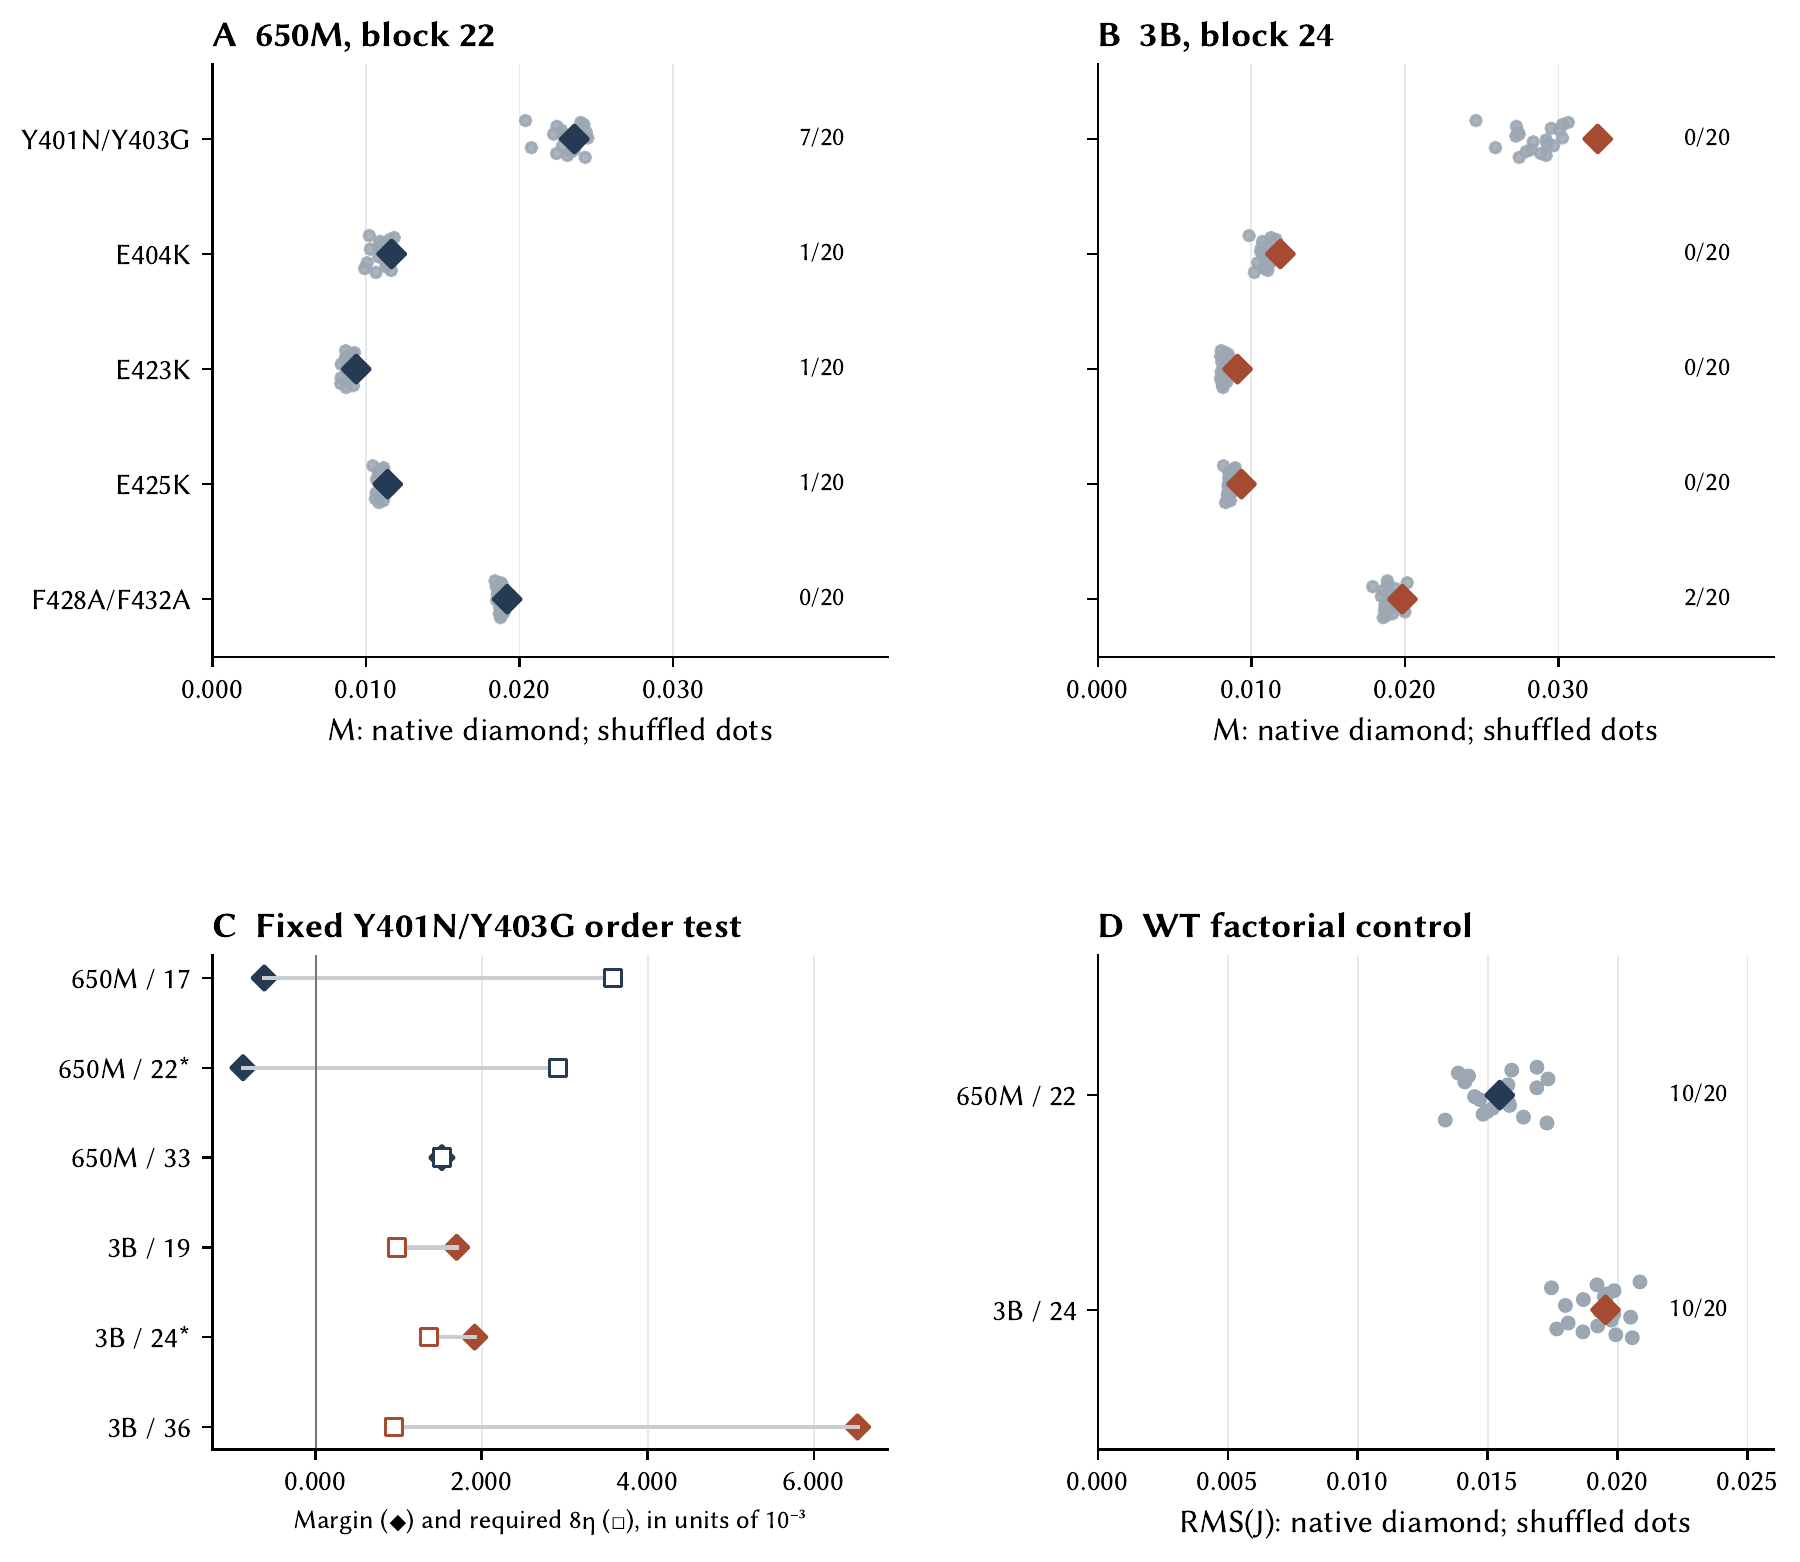 A 650M, block 22
Y401N/Y403G
7/20
E404K
1/20
E423K
1/20
E425K
1/20
F428A/F432A
0/20
0.000 0.010 0.020 0.030
M: native diamond; shuffled dots
B 3B, block 24
0/20
0/20
0/20
0/20
2/20
0.000 0.010 0.020 0.030
M: native diamond; shuffled dots
C Fixed Y401N/Y403G order test
650M / 17
650M / 22*
650M / 33
3B / 19
3B / 24*
3B / 36
0.000 2.000 4.000 6.000
Margin (◆) and required 8η (□), in units of 10⁻³
D WT factorial control
650M / 22
10/20
3B / 24
10/20
0.000 0.005 0.010 0.015 0.020 0.025
RMS(J): native diamond; shuffled dots